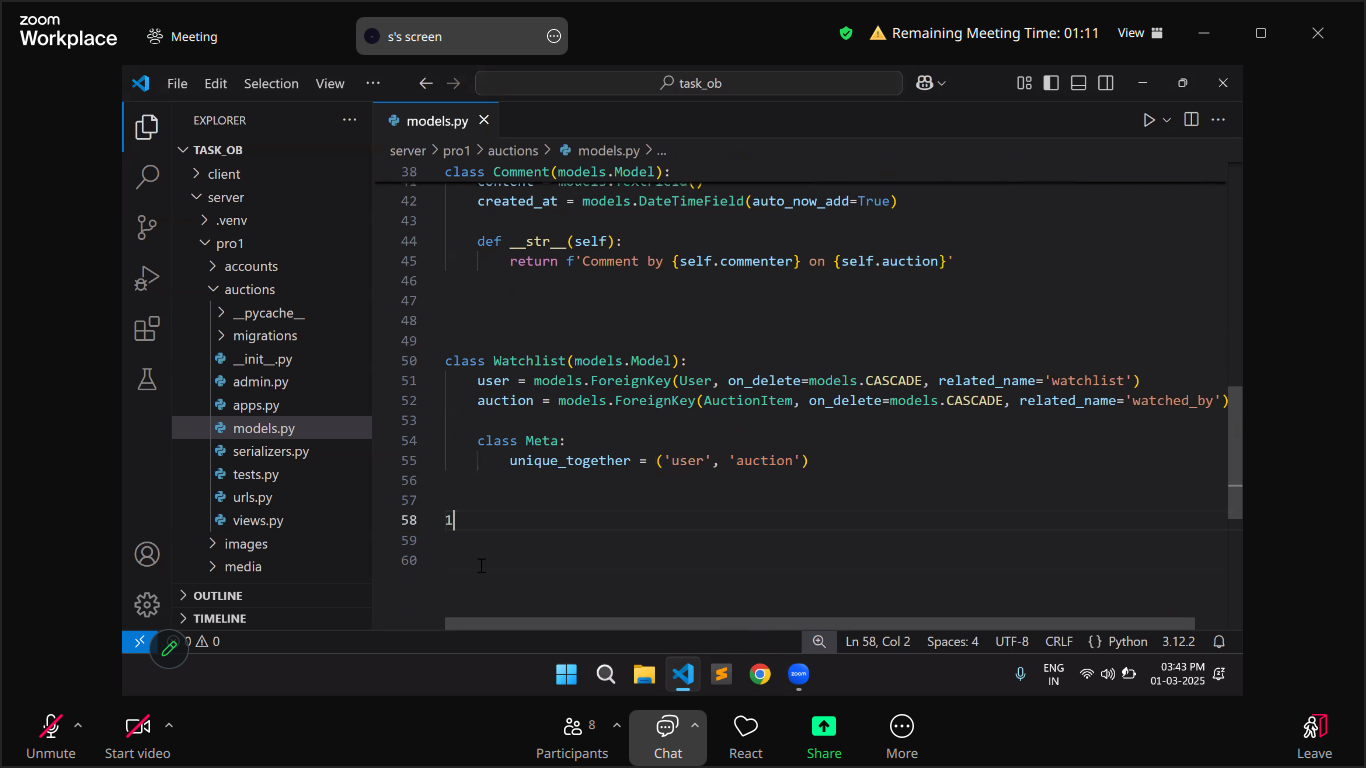 zoom
Workplace
Meeting
s's screen
Remaining Meeting Time: 01:11
View
File Edit Selection View
task_ob
EXPLORER
models.py
TASK_OB
client
server
.venv
pro1
accounts
auctions
__pycache__
migrations
__init__.py
admin.py
apps.py
models.py
serializers.py
tests.py
urls.py
views.py
images
media
OUTLINE
TIMELINE
server > pro1 > auctions > models.py > ...
38 class Comment(models.Model):
41 content = models.TextField()
42 created_at = models.DateTimeField(auto_now_add=True)
43
44 def __str__(self):
45 return f'Comment by {self.commenter} on {self.auction}'
46
47
48
49
50 class Watchlist(models.Model):
51 user = models.ForeignKey(User, on_delete=models.CASCADE, related_name='watchlist')
52 auction = models.ForeignKey(AuctionItem, on_delete=models.CASCADE, related_name='watched_by')
53
54 class Meta:
55 unique_together = ('user', 'auction')
56
57
58 1
59
60
0 0
Ln 58, Col 2 Spaces: 4 UTF-8 CRLF {} Python 3.12.2
zoom
ENG
IN
03:43 PM
01-03-2025
Unmute
Start video
8
Participants
Chat
React
Share
More
Leave